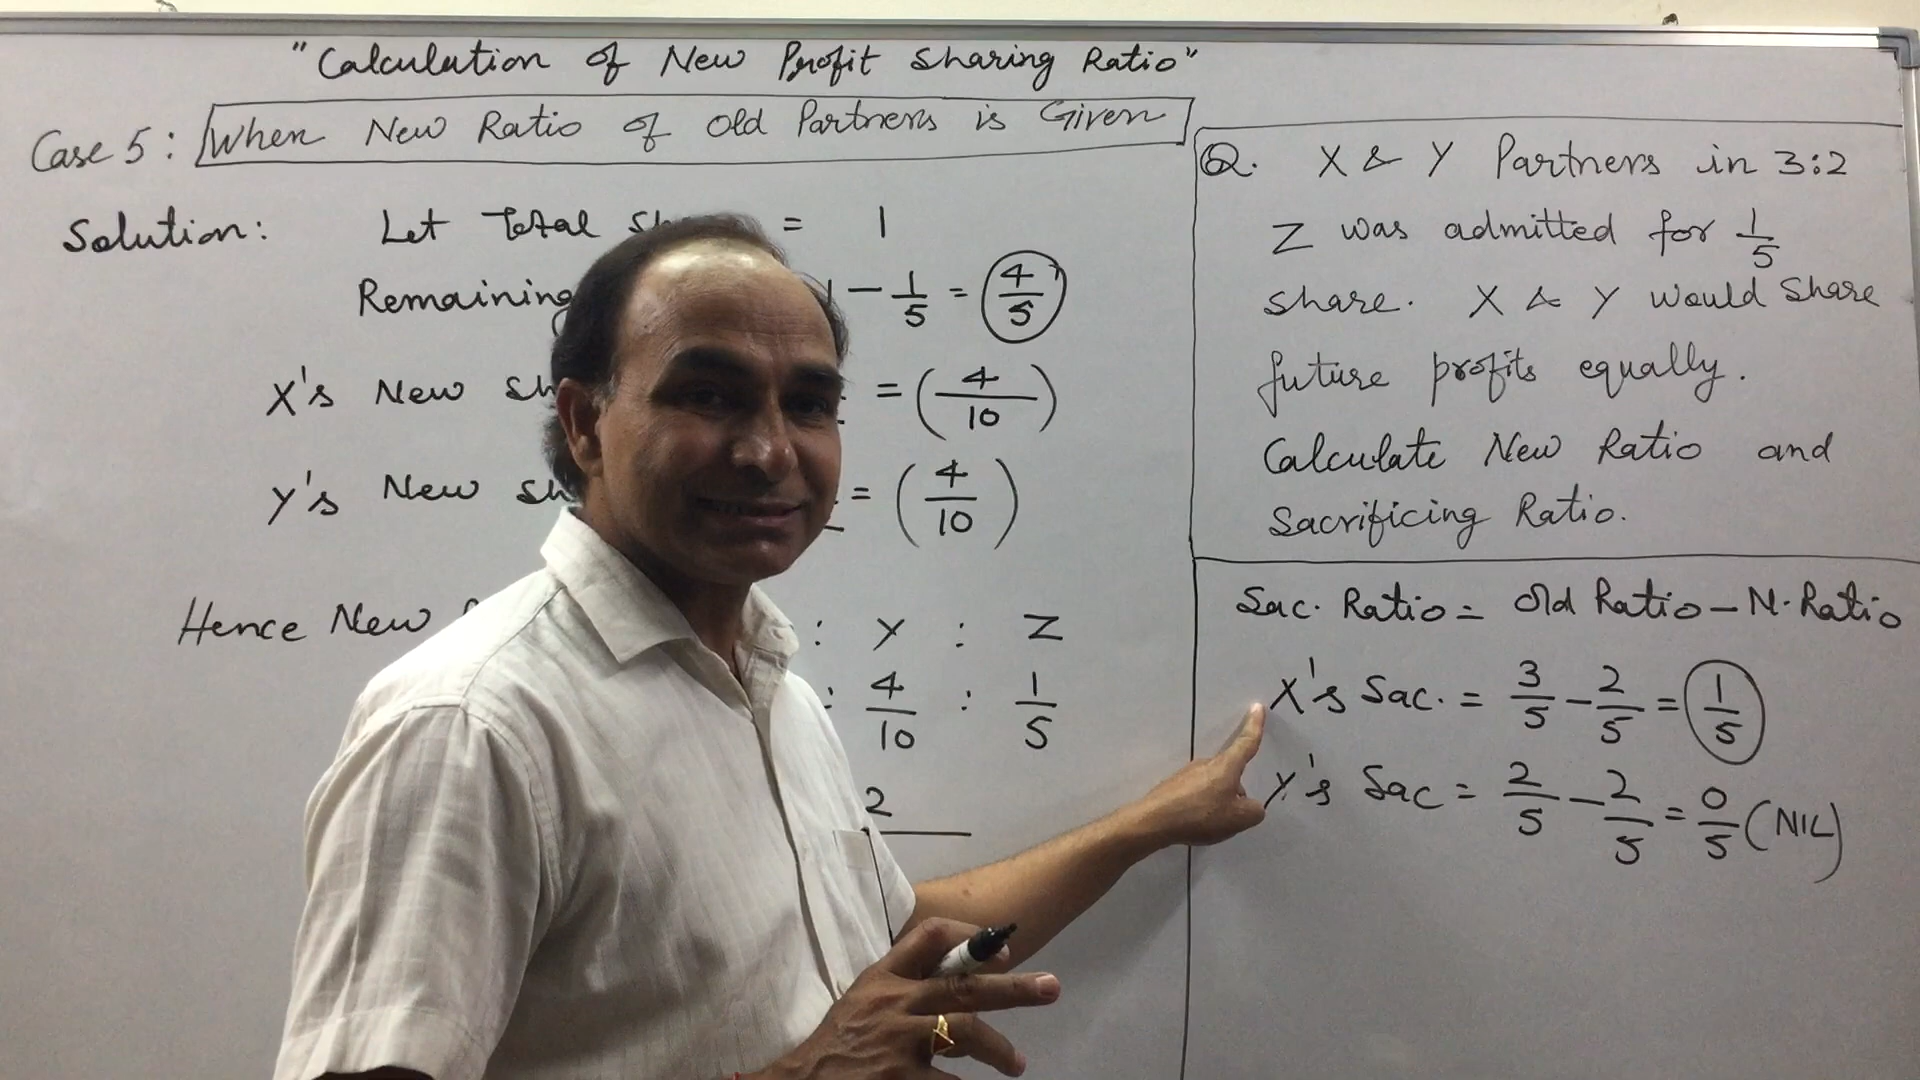 "Calculation of New Profit Sharing Ratio"
Case 5: When New Ratio of Old Partners is Given
Solution: Let Total = 1
Remaining 1 - 1/5 = 4/5
X's New = (4/10)
Y's New = (4/10)
Hence New : Y : Z
: 4/10 : 1/5
2
Q. X & Y Partners in 3:2
Z was admitted for 1/5
share. X & Y would share
future profits equally.
Calculate New Ratio and
Sacrificing Ratio.
Sac. Ratio = Old Ratio - N. Ratio
X's Sac. = 3/5 - 2/5 = 1/5
Y's Sac = 2/5 - 2/5 = 0/5 (NIL)